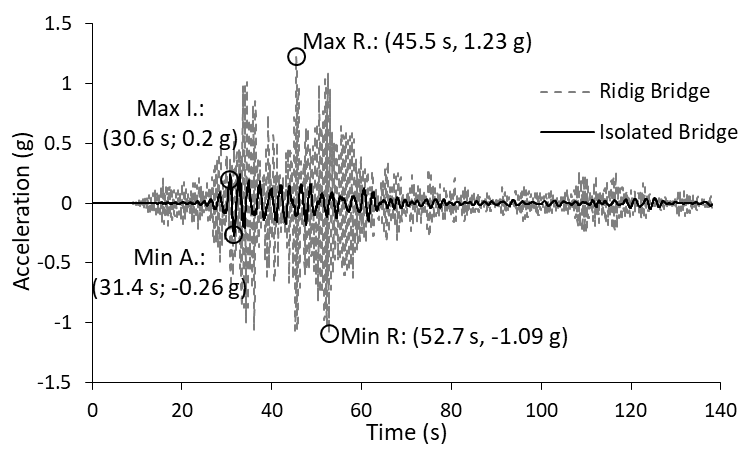 1.5
Max R.: (45.5 s, 1.23 g)
1
Ridig Bridge
Max I.:
(30.6 s; 0.2 g)
Isolated Bridge
0.5
0
Acceleration (g)
Min A.:
(31.4 s; -0.26 g)
-0.5
-1
Min R: (52.7 s, -1.09 g)
-1.5
0 20 40 60 80 100 120 140
Time (s)